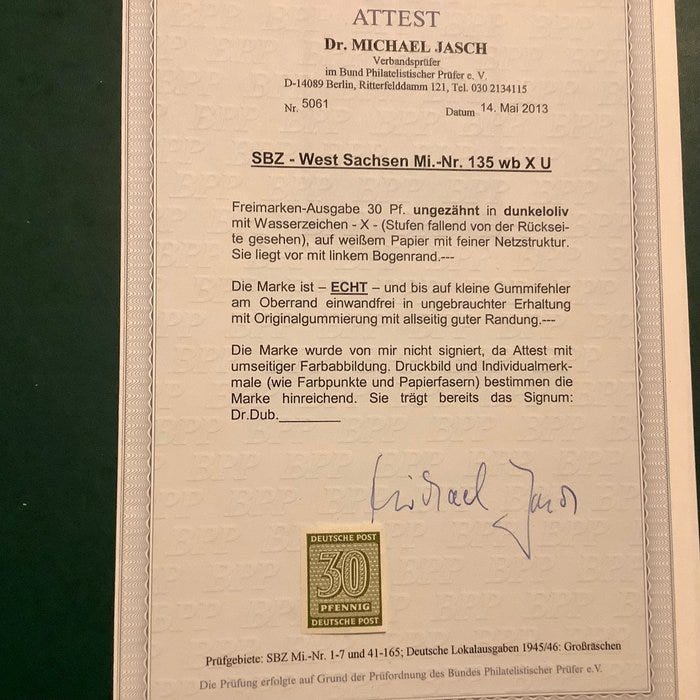 ATTEST
Dr. MICHAEL JASCH
Verbandsprüfer
im Bund Philatelistischer Prüfer e. V.
D-14089 Berlin, Ritterfelddamm 121, Tel. 030 2134115
Nr. 5061 Datum 14. Mai 2013
SBZ - West Sachsen Mi.-Nr. 135 wb X U
Freimarken-Ausgabe 30 Pf. ungezähnt in dunkeloliv
mit Wasserzeichen - X - (Stufen fallend von der Rücksei-
te gesehen), auf weißem Papier mit feiner Netzstruktur.
Sie liegt vor mit linkem Bogenrand.---
Die Marke ist – ECHT – und bis auf kleine Gummifehler
am Oberrand einwandfrei in ungebrauchter Erhaltung
mit Originalgummierung mit allseitig guter Randung.---
Die Marke wurde von mir nicht signiert, da Attest mit
umseitiger Farbabbildung. Druckbild und Individualmerk-
male (wie Farbpunkte und Papierfasern) bestimmen die
Marke hinreichend. Sie trägt bereits das Signum:
Dr.Dub.________
Michael Jasch
DEUTSCHE POST
30
PFENNIG
DEUTSCHE POST
Prüfgebiete: SBZ Mi.-Nr. 1-7 und 41-165; Deutsche Lokalausgaben 1945/46: Großräschen
Die Prüfung erfolgte auf Grund der Prüfordnung des Bundes Philatelistischer Prüfer e.V.